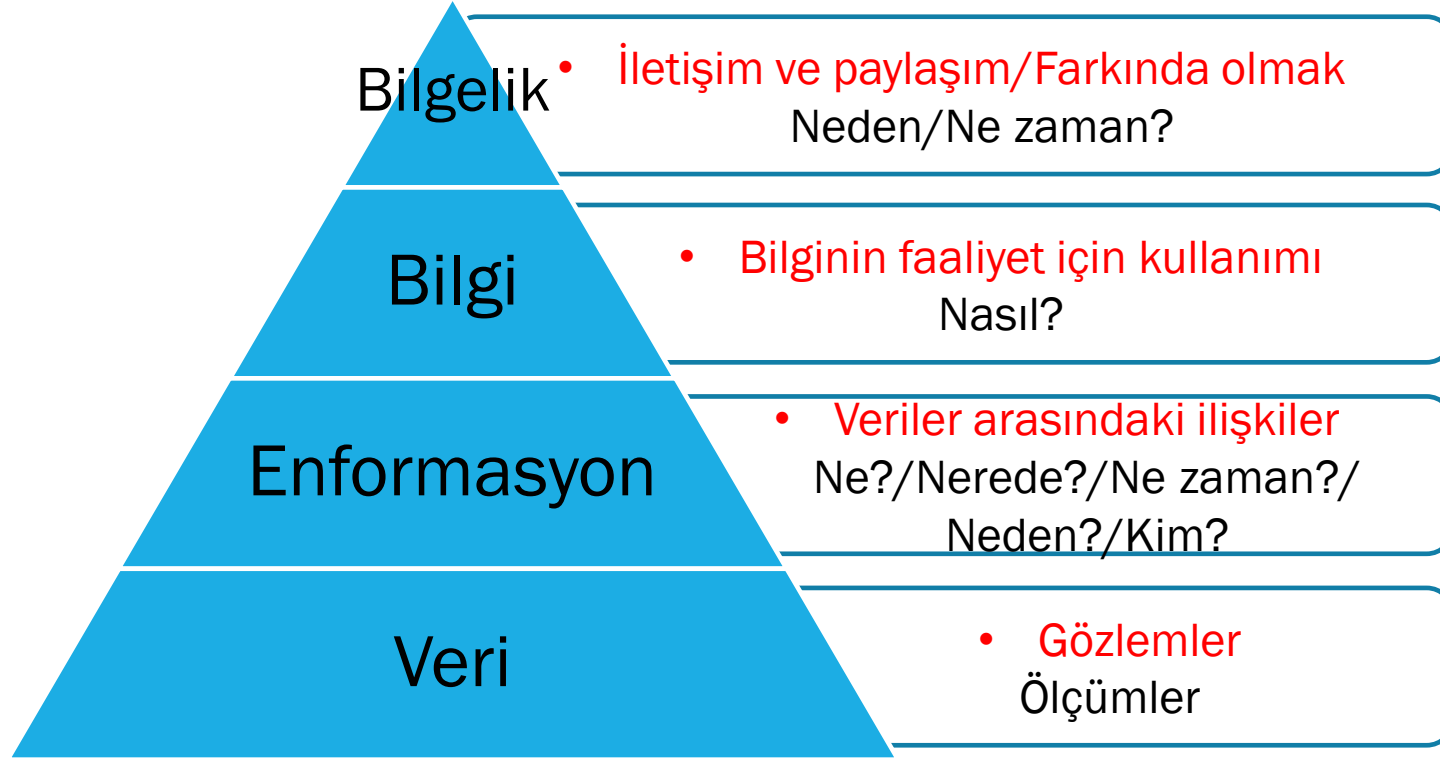 Bilgelik
• İletişim ve paylaşım/Farkında olmak
Neden/Ne zaman?
Bilgi
• Bilginin faaliyet için kullanımı
Nasıl?
Enformasyon
• Veriler arasındaki ilişkiler
Ne?/Nerede?/Ne zaman?/
Neden?/Kim?
Veri
• Gözlemler
Ölçümler